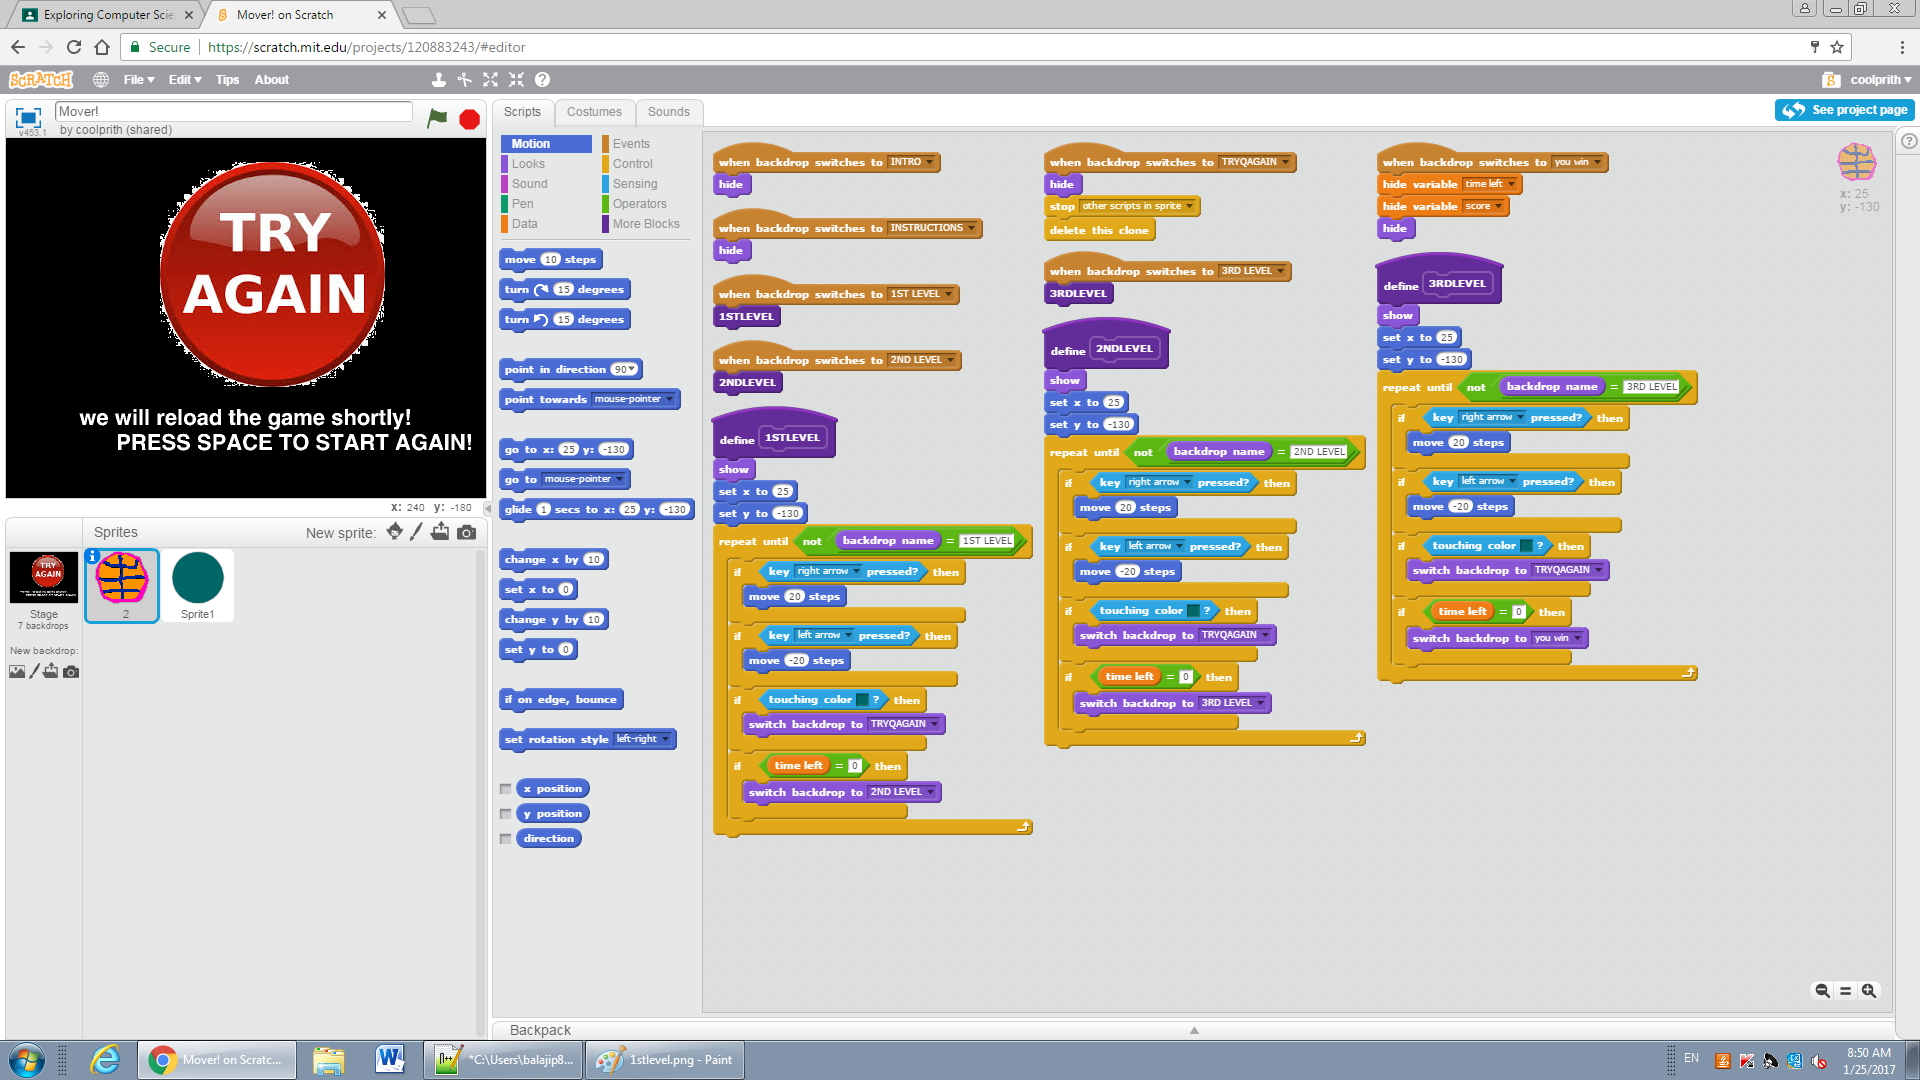 Exploring Computer Scie
Mover! on Scratch
Secure
https://scratch.mit.edu/projects/120883243/#editor
SCRATCH
File
Edit
Tips
About
coolprith
Mover!
by coolprith (shared)
v453.1
Scripts
Costumes
Sounds
See project page
TRY
AGAIN
we will reload the game shortly!
PRESS SPACE TO START AGAIN!
x: 240 y: -180
Sprites
New sprite:
TRY
AGAIN
Stage
7 backdrops
New backdrop:
2
Sprite1
Motion
Looks
Sound
Pen
Data
Events
Control
Sensing
Operators
More Blocks
move 10 steps
turn 15 degrees
turn 15 degrees
point in direction 90
point towards mouse-pointer
go to x: 25 y: -130
go to mouse-pointer
glide 1 secs to x: 25 y: -130
change x by 10
set x to 0
change y by 10
set y to 0
if on edge, bounce
set rotation style left-right
x position
y position
direction
when backdrop switches to INTRO
hide
when backdrop switches to INSTRUCTIONS
hide
when backdrop switches to 1ST LEVEL
1STLEVEL
when backdrop switches to 2ND LEVEL
2NDLEVEL
define 1STLEVEL
show
set x to 25
set y to -130
repeat until not backdrop name = 1ST LEVEL
if key right arrow pressed? then
move 20 steps
if key left arrow pressed? then
move -20 steps
if touching color ? then
switch backdrop to TRYQAGAIN
if time left = 0 then
switch backdrop to 2ND LEVEL
when backdrop switches to TRYQAGAIN
hide
stop other scripts in sprite
delete this clone
when backdrop switches to 3RD LEVEL
3RDLEVEL
define 2NDLEVEL
show
set x to 25
set y to -130
repeat until not backdrop name = 2ND LEVEL
if key right arrow pressed? then
move 20 steps
if key left arrow pressed? then
move -20 steps
if touching color ? then
switch backdrop to TRYQAGAIN
if time left = 0 then
switch backdrop to 3RD LEVEL
when backdrop switches to you win
hide variable time left
hide variable score
hide
define 3RDLEVEL
show
set x to 25
set y to -130
repeat until not backdrop name = 3RD LEVEL
if key right arrow pressed? then
move 20 steps
if key left arrow pressed? then
move -20 steps
if touching color ? then
switch backdrop to TRYQAGAIN
if time left = 0 then
switch backdrop to you win
x: 25
y: -130
Backpack
Mover! on Scratc...
*C:\Users\balajip8...
1stlevel.png - Paint
EN
8:50 AM
1/25/2017